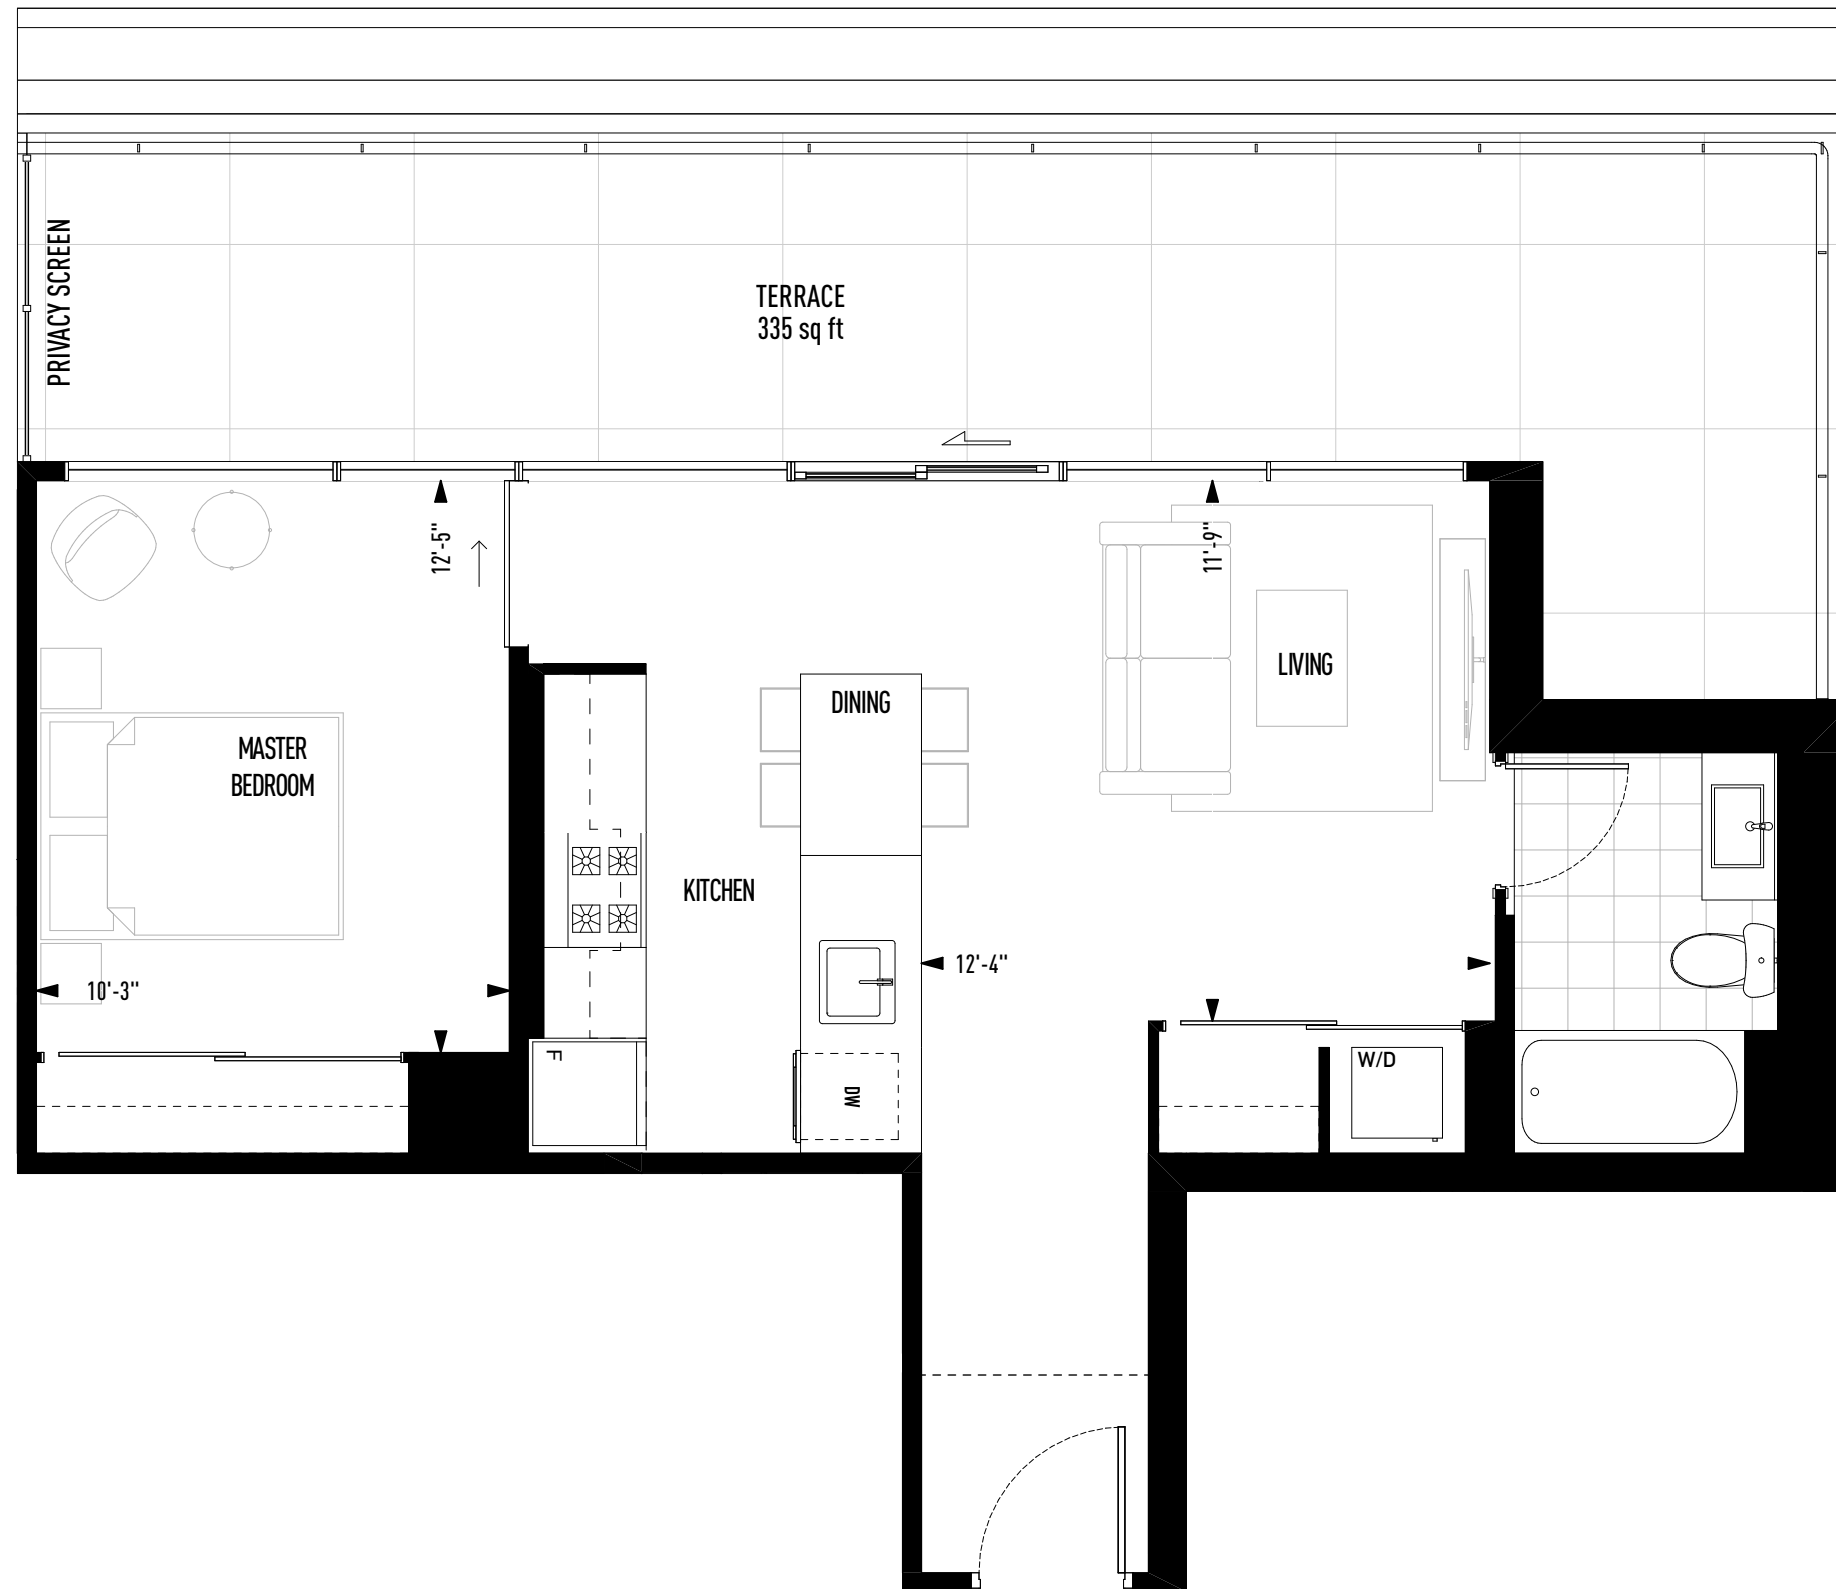 PRIVACY SCREEN
TERRACE
335 sq ft
12'-5"
11'-9"
LIVING
DINING
MASTER
BEDROOM
KITCHEN
12'-4"
10'-3"
F
W/D
DW